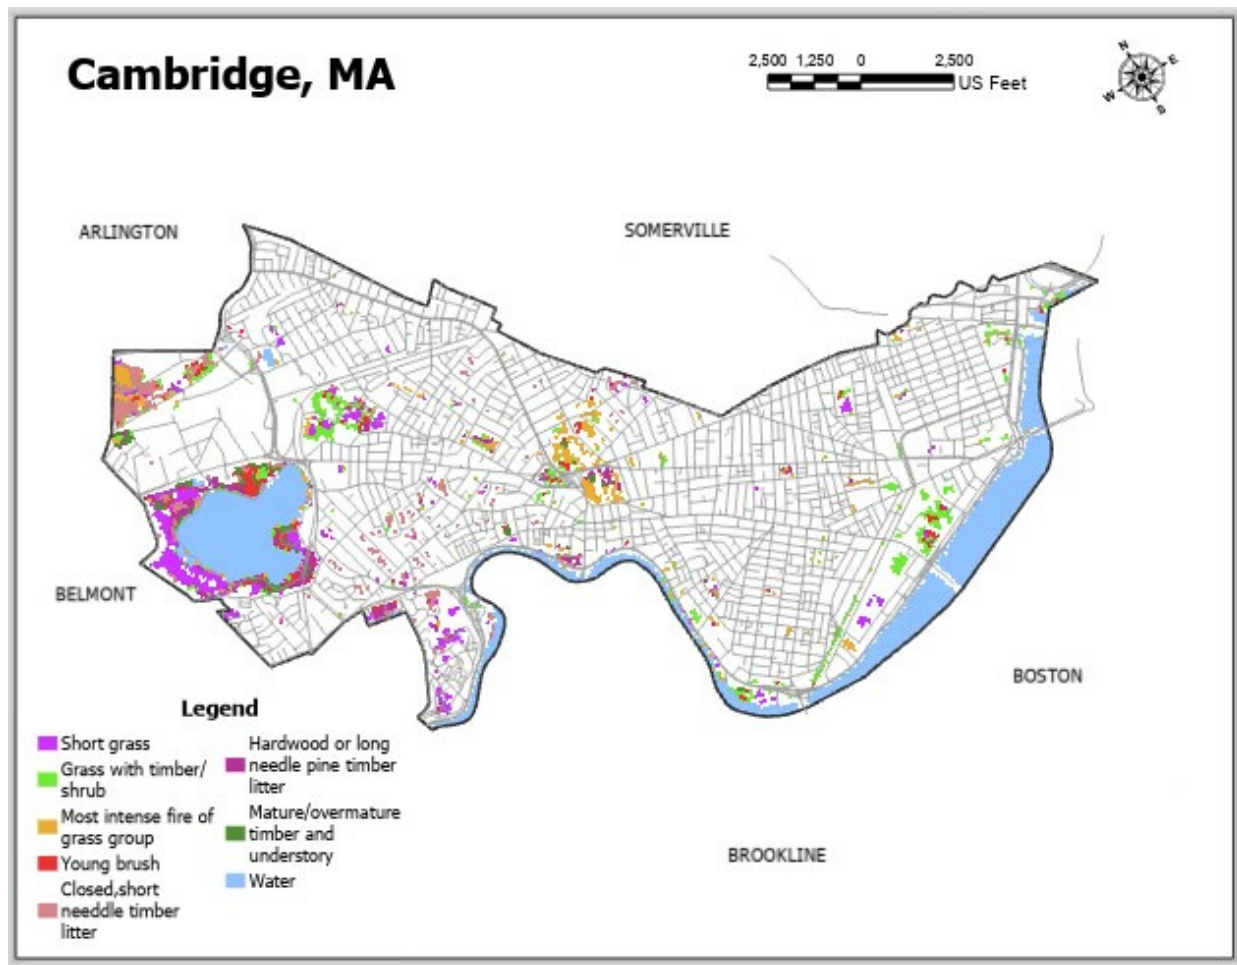 Cambridge, MA
2,500 1,250 0 2,500
US Feet
N
E
W
S
ARLINGTON
SOMERVILLE
BELMONT
BOSTON
BROOKLINE
Legend
Short grass
Grass with timber/
shrub
Most intense fire of
grass group
Young brush
Closed,short
needdle timber
litter
Hardwood or long
needle pine timber
litter
Mature/overmature
timber and
understory
Water